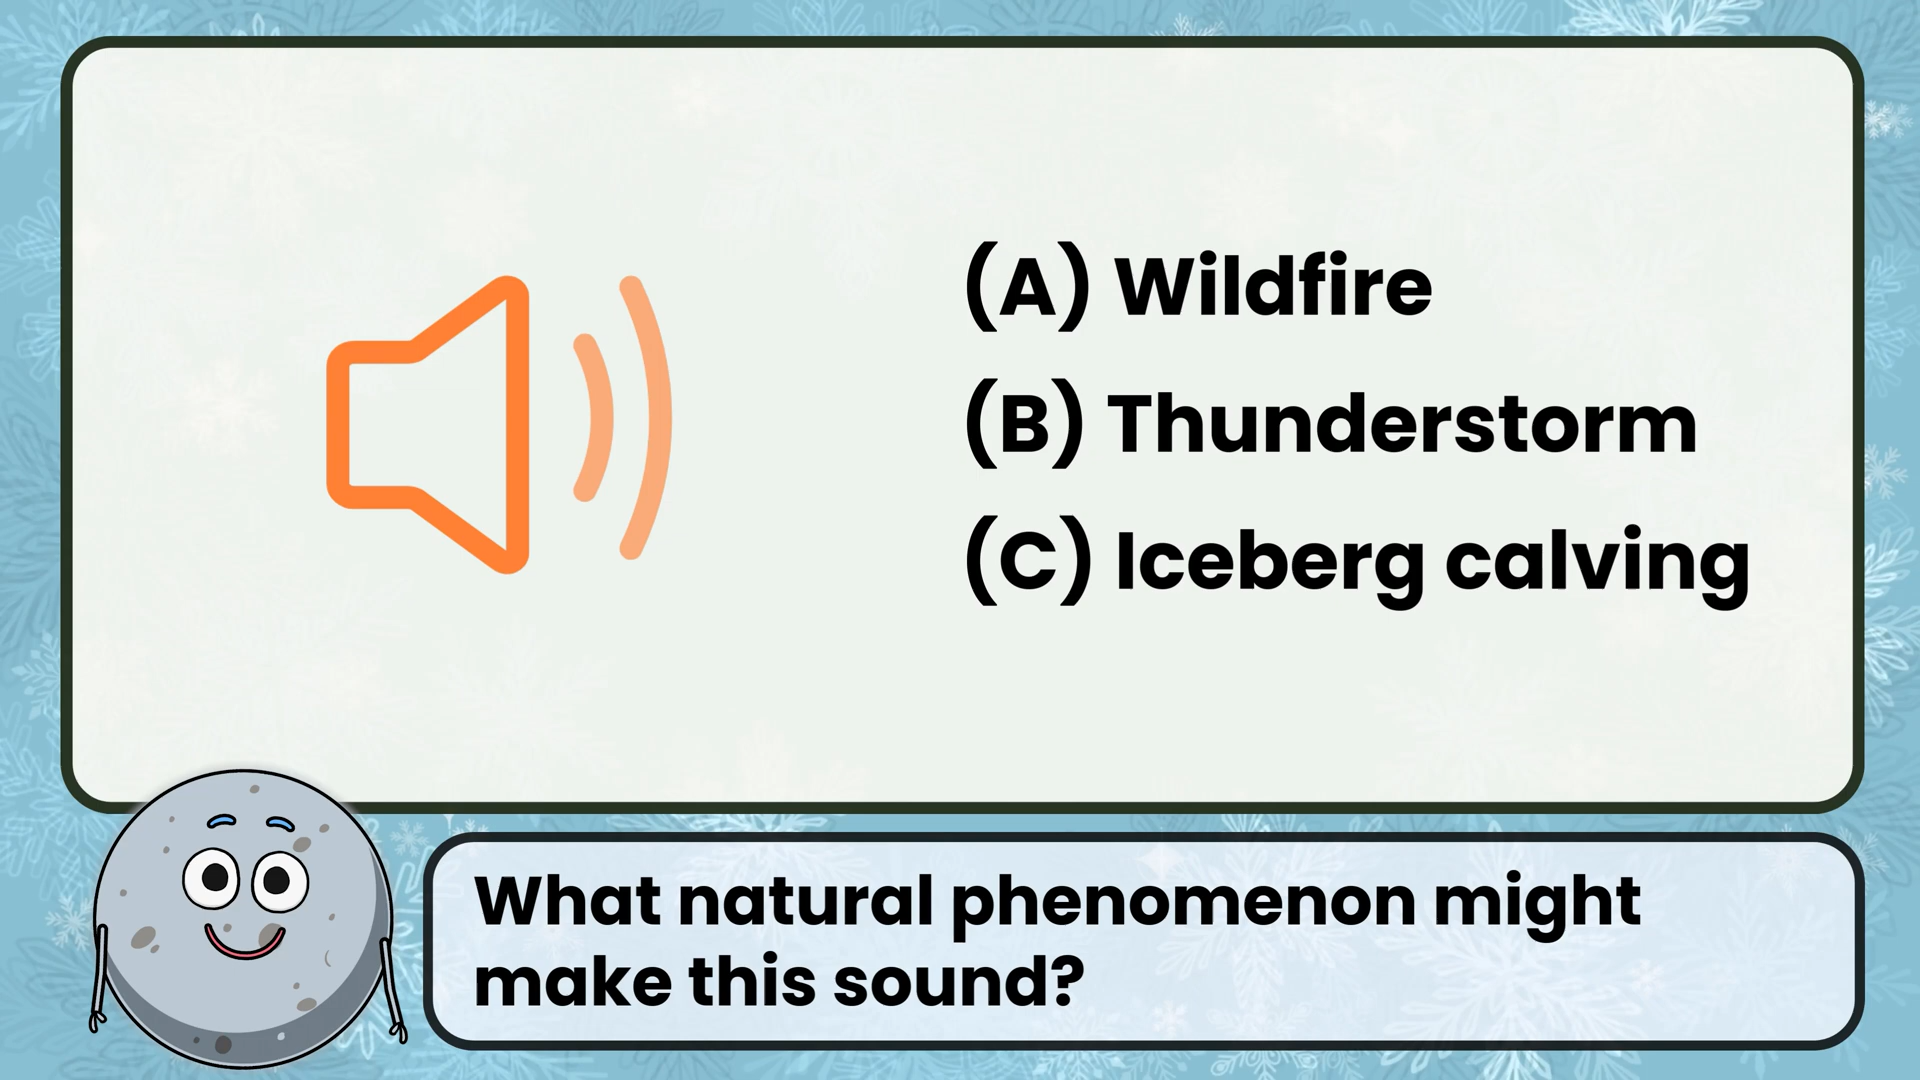 (A) Wildfire
(B) Thunderstorm
(C) Iceberg calving
What natural phenomenon might
make this sound?